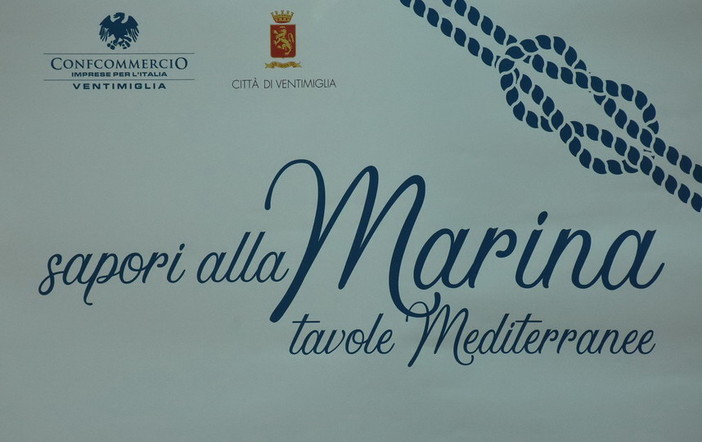 CONFCOMMERCIO
IMPRESE PER L'ITALIA
VENTIMIGLIA
CITTÀ DI VENTIMIGLIA
sapori alla Marina
tavole Mediterranee